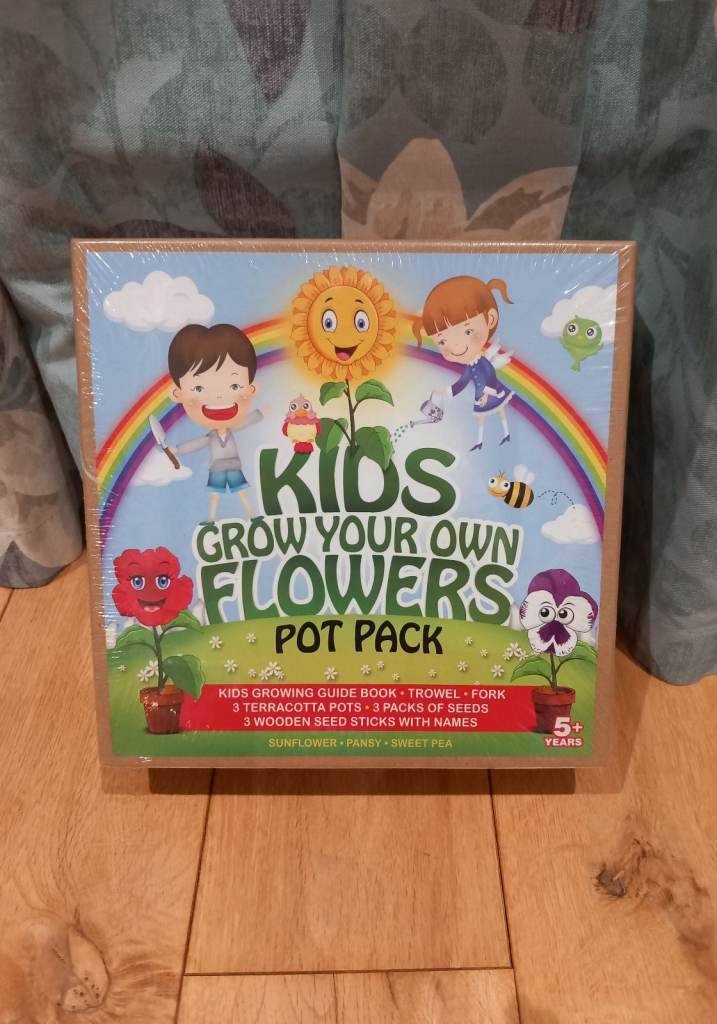 KIDS
GROW YOUR OWN
FLOWERS
POT PACK
KIDS GROWING GUIDE BOOK • TROWEL • FORK
3 TERRACOTTA POTS • 3 PACKS OF SEEDS
3 WOODEN SEED STICKS WITH NAMES
SUNFLOWER • PANSY • SWEET PEA
5+
YEARS